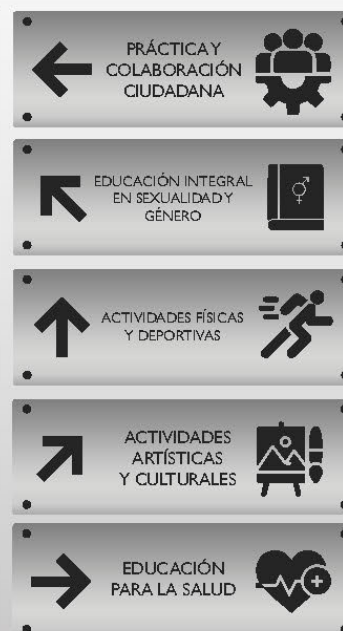 PRÁCTICA Y
COLABORACIÓN
CIUDADANA
EDUCACIÓN INTEGRAL
EN SEXUALIDAD Y
GÉNERO
ACTIVIDADES FÍSICAS
Y DEPORTIVAS
ACTIVIDADES
ARTÍSTICAS
Y CULTURALES
EDUCACIÓN
PARA LA SALUD